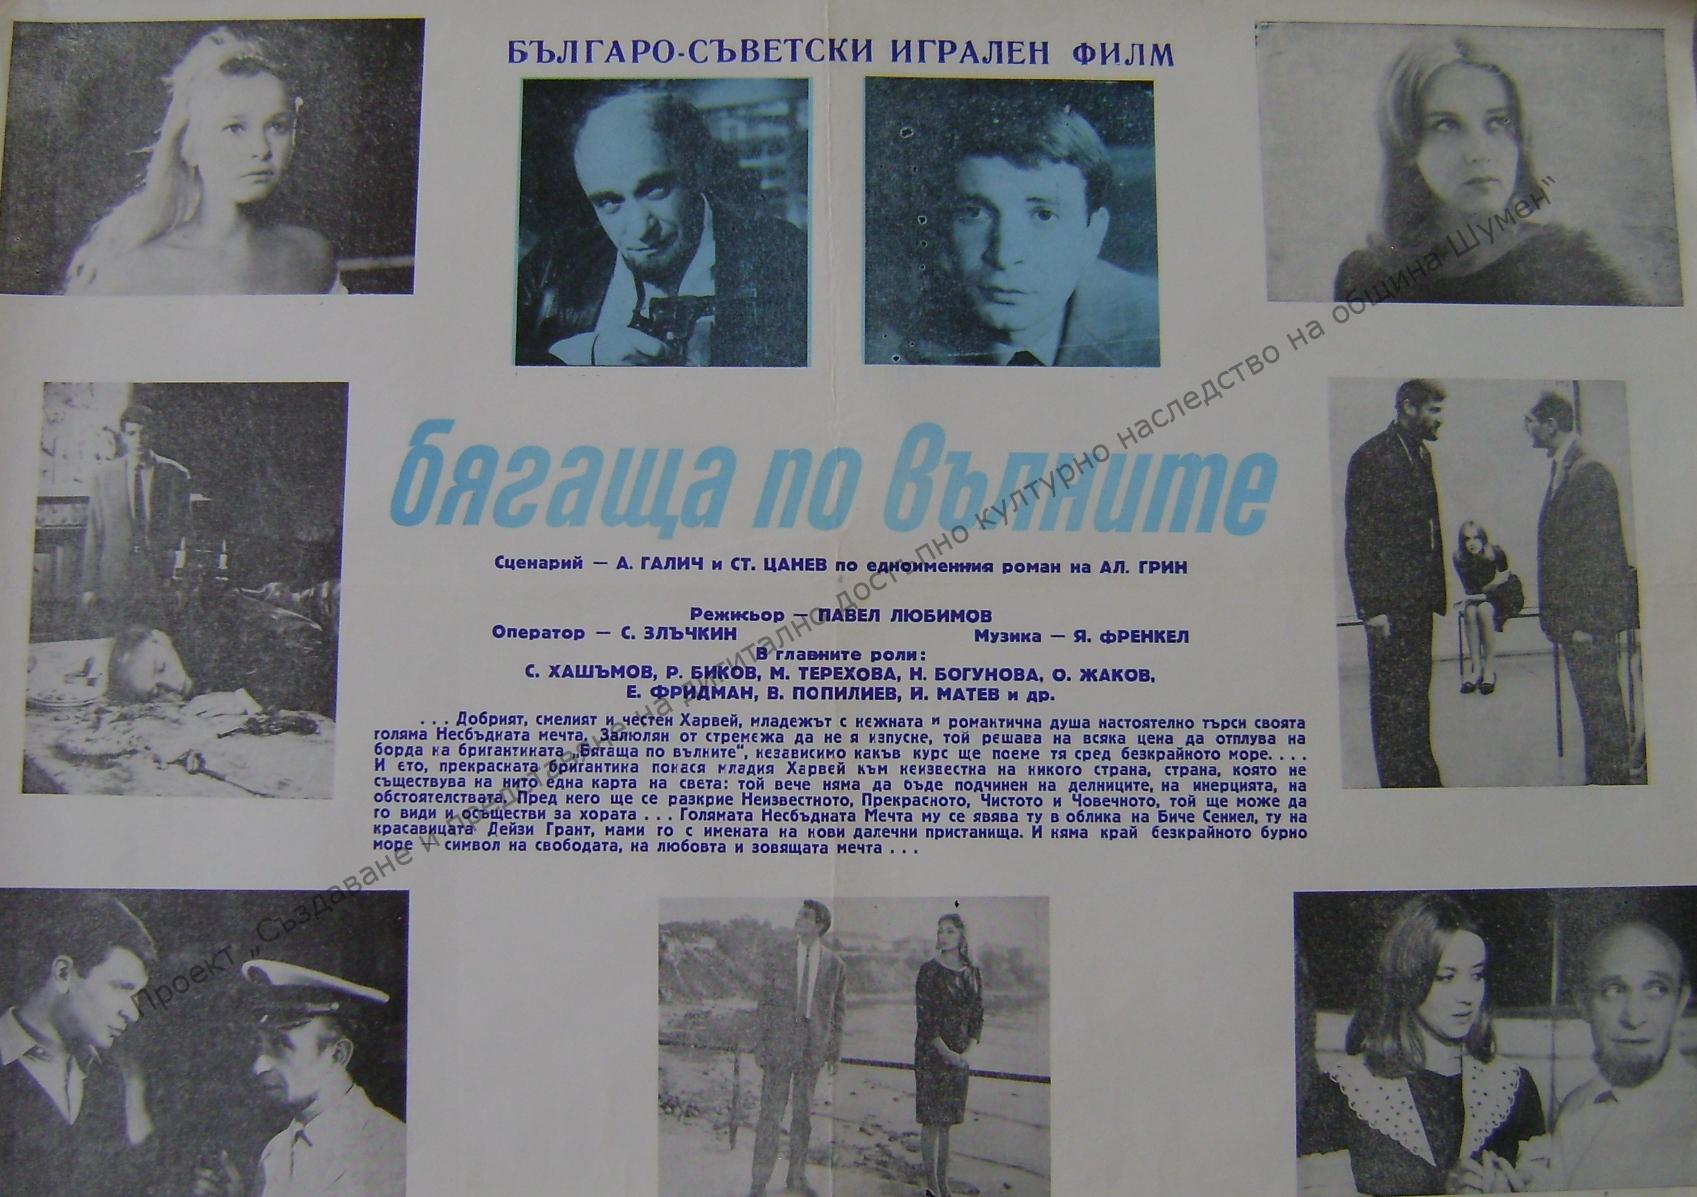 БЪЛГАРО-СЪВЕТСКИ ИГРАЛЕН ФИЛМ
бягаща по вълните
Сценарий — А. ГАЛИЧ и СТ. ЦАНЕВ по едноименния роман на АЛ. ГРИН
Режисьор — ПАВЕЛ ЛЮБИМОВ
Оператор — С. ЗЛЪЧКИН Музика — Я. ФРЕНКЕЛ
В главните роли:
С. ХАШЪМОВ, Р. БИКОВ, М. ТЕРЕХОВА, Н. БОГУНОВА, О. ЖАКОВ,
Е. ФРИДМАН, В. ПОПИЛИЕВ, И. МАТЕВ и др.
. . . Добрият, смелият и честен Харвей, младежът с нежната и романтична душа настоятелно търси своята
голяма Несбъдната мечта. Залюлян от стремежа да не я изпусне, той решава на всяка цена да отплува на
борда на бригантината „Бягаща по вълните“, независимо какъв курс ще поеме тя сред безкрайното море. . . .
И ето, прекрасната бригантина понася младия Харвей към неизвестна на никого страна, страна, която не
съществува на нито една карта на света: той вече няма да бъде подчинен на делниците, на инерцията, на
обстоятелствата. Пред него ще се разкрие Неизвестното, Прекрасното, Чистото и Човечното, той ще може да
го види и осъществи за хората . . . Голямата Несбъдната Мечта му се явява ту в облика на Биче Сениел, ту на
красавицата Дейзи Грант, мами го с имената на нови далечни пристанища. И няма край безкрайното бурно
море — символ на свободата, на любовта и зовящата мечта . . .
Проект „Създаване и предлавяне на дигитално достъпно културно наследство на община Шумен"